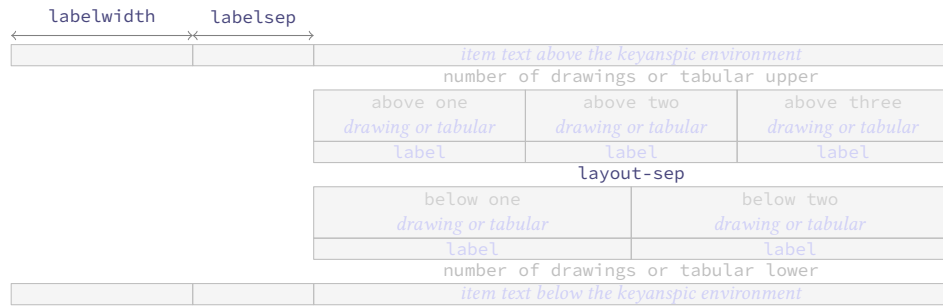 labelwidth labelsep
item text above the keyanspic environment
number of drawings or tabular upper
above one above two above three
drawing or tabular drawing or tabular drawing or tabular
label label label
layout-sep
below one below two
drawing or tabular drawing or tabular
label label
number of drawings or tabular lower
item text below the keyanspic environment